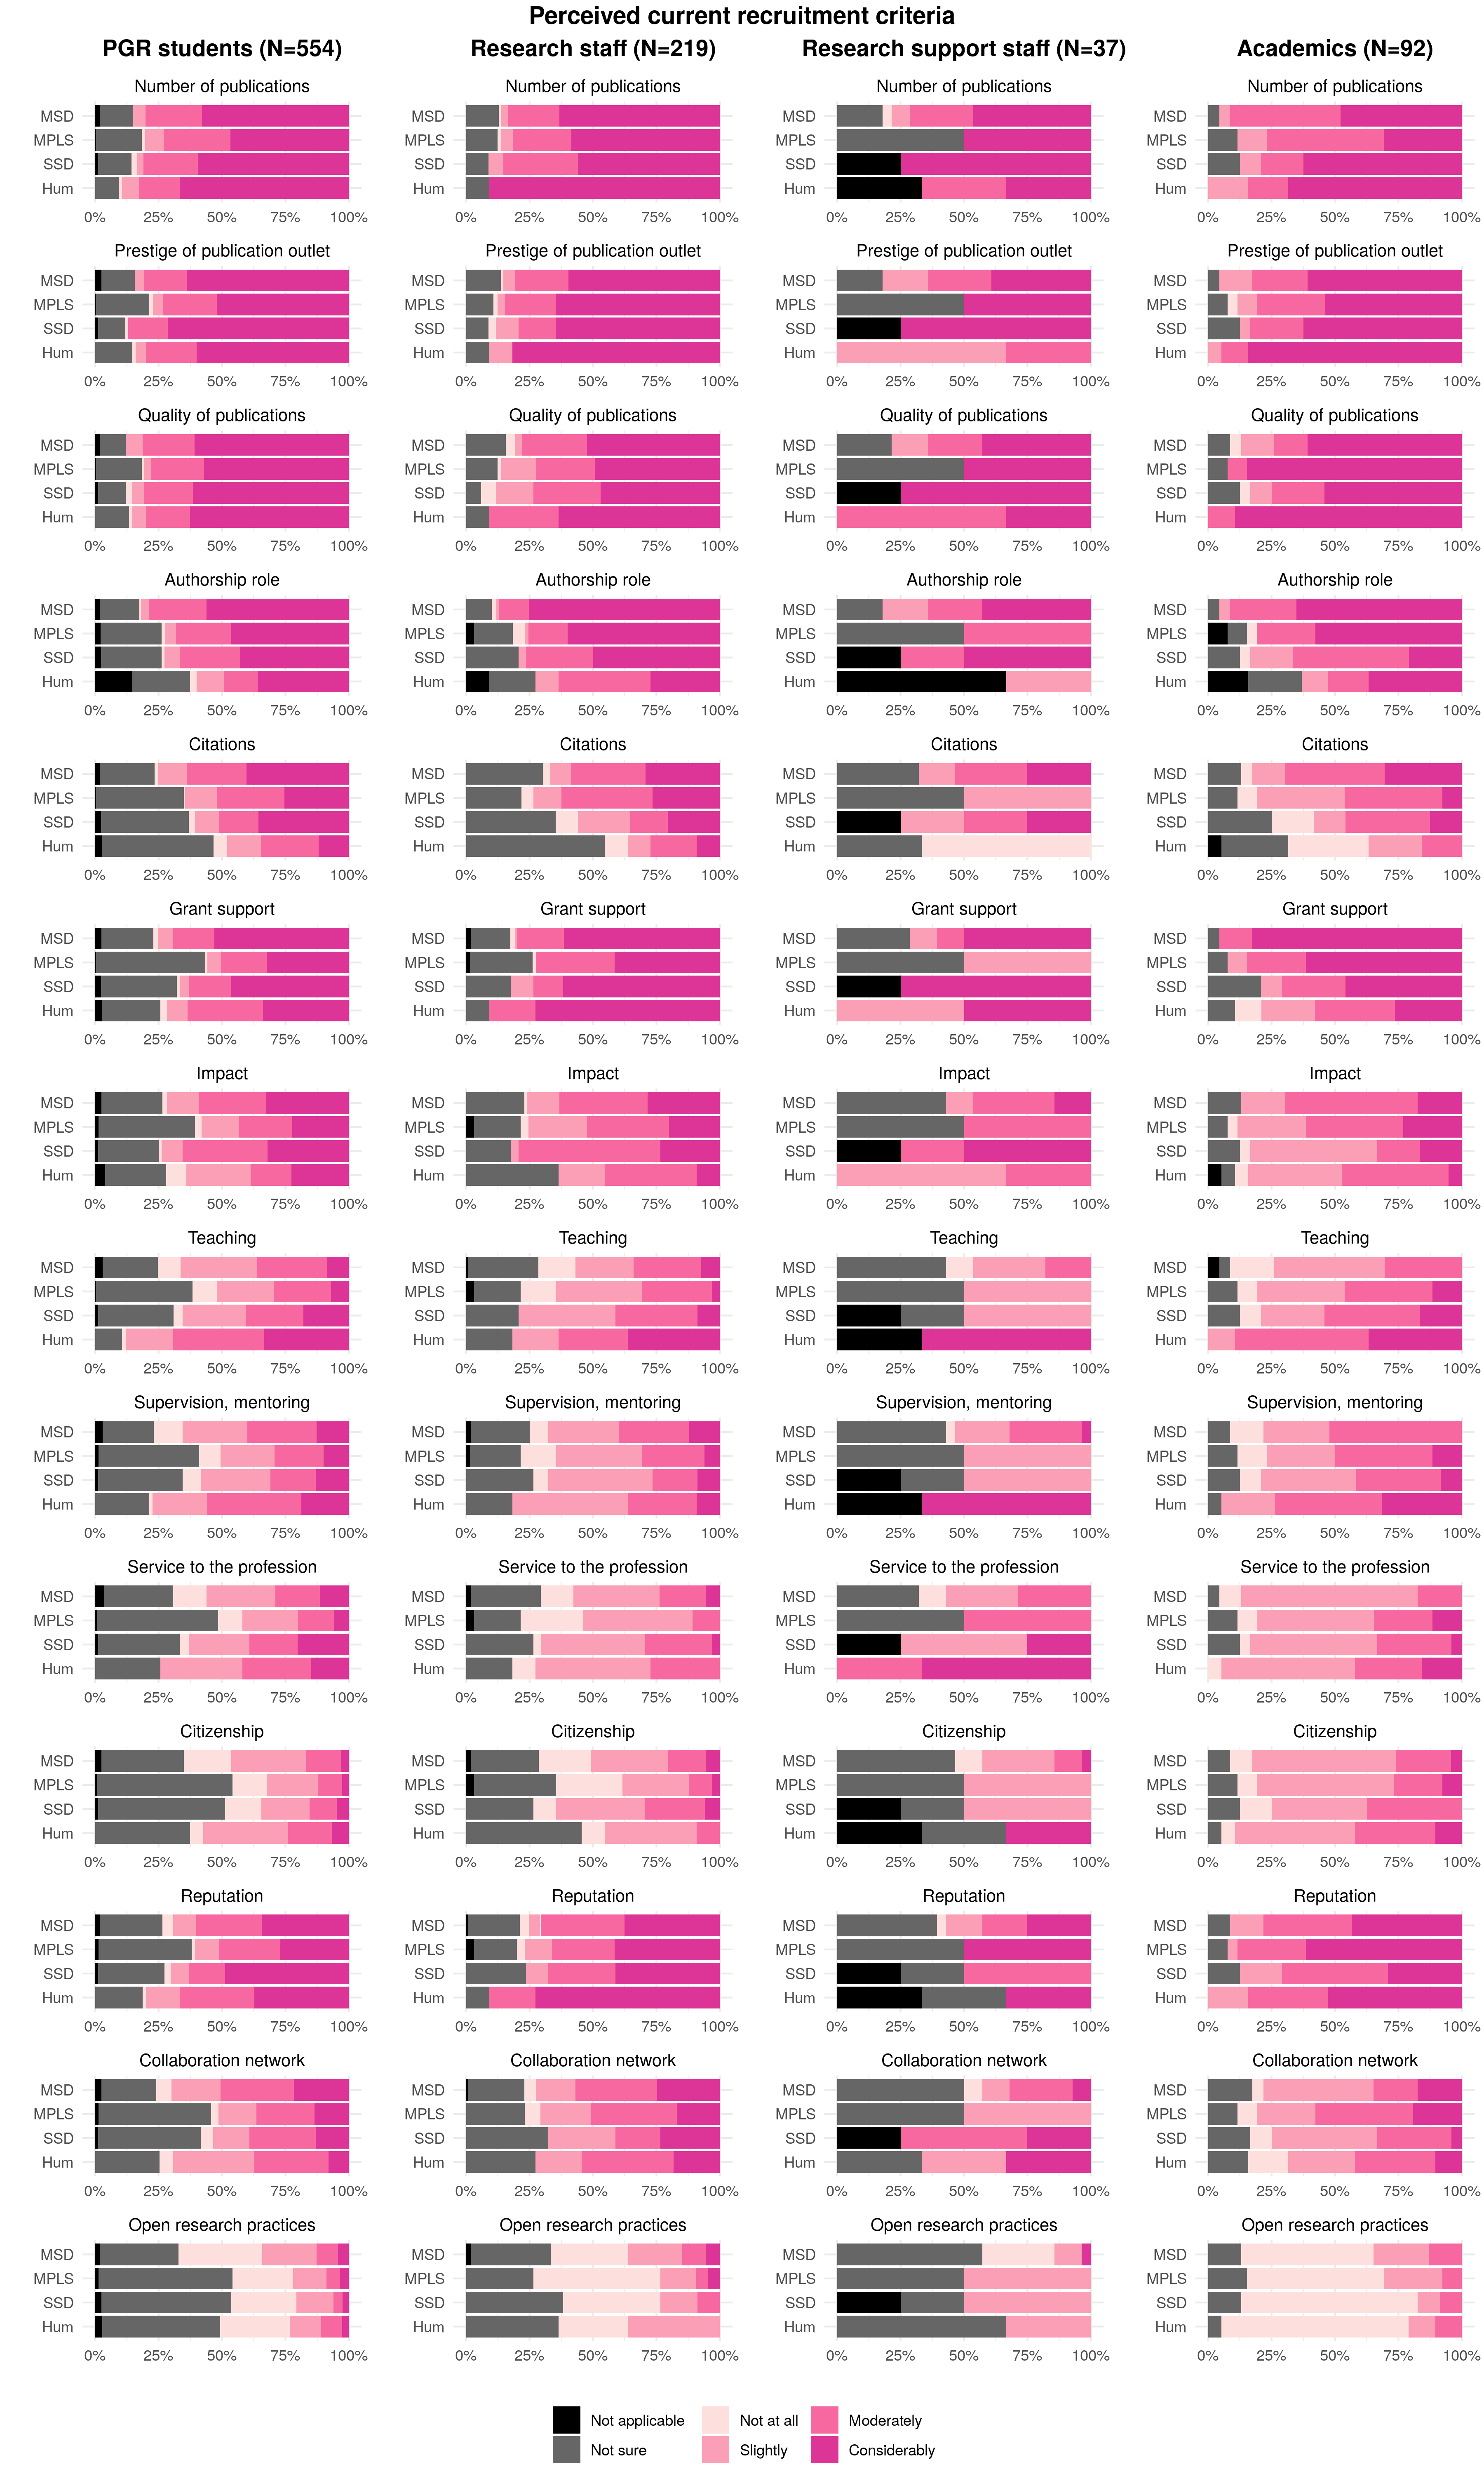 Perceived current recruitment criteria
PGR students (N=554) Research staff (N=219) Research support staff (N=37) Academics (N=92)
Number of publications Number of publications Number of publications Number of publications
MSD MSD MSD MSD
MPLS MPLS MPLS MPLS
SSD SSD SSD SSD
Hum Hum Hum Hum
0% 25% 50% 75% 100% 0% 25% 50% 75% 100% 0% 25% 50% 75% 100% 0% 25% 50% 75% 100%
Prestige of publication outlet Prestige of publication outlet Prestige of publication outlet Prestige of publication outlet
MSD MSD MSD MSD
MPLS MPLS MPLS MPLS
SSD SSD SSD SSD
Hum Hum Hum Hum
0% 25% 50% 75% 100% 0% 25% 50% 75% 100% 0% 25% 50% 75% 100% 0% 25% 50% 75% 100%
Quality of publications Quality of publications Quality of publications Quality of publications
MSD MSD MSD MSD
MPLS MPLS MPLS MPLS
SSD SSD SSD SSD
Hum Hum Hum Hum
0% 25% 50% 75% 100% 0% 25% 50% 75% 100% 0% 25% 50% 75% 100% 0% 25% 50% 75% 100%
Authorship role Authorship role Authorship role Authorship role
MSD MSD MSD MSD
MPLS MPLS MPLS MPLS
SSD SSD SSD SSD
Hum Hum Hum Hum
0% 25% 50% 75% 100% 0% 25% 50% 75% 100% 0% 25% 50% 75% 100% 0% 25% 50% 75% 100%
Citations Citations Citations Citations
MSD MSD MSD MSD
MPLS MPLS MPLS MPLS
SSD SSD SSD SSD
Hum Hum Hum Hum
0% 25% 50% 75% 100% 0% 25% 50% 75% 100% 0% 25% 50% 75% 100% 0% 25% 50% 75% 100%
Grant support Grant support Grant support Grant support
MSD MSD MSD MSD
MPLS MPLS MPLS MPLS
SSD SSD SSD SSD
Hum Hum Hum Hum
0% 25% 50% 75% 100% 0% 25% 50% 75% 100% 0% 25% 50% 75% 100% 0% 25% 50% 75% 100%
Impact Impact Impact Impact
MSD MSD MSD MSD
MPLS MPLS MPLS MPLS
SSD SSD SSD SSD
Hum Hum Hum Hum
0% 25% 50% 75% 100% 0% 25% 50% 75% 100% 0% 25% 50% 75% 100% 0% 25% 50% 75% 100%
Teaching Teaching Teaching Teaching
MSD MSD MSD MSD
MPLS MPLS MPLS MPLS
SSD SSD SSD SSD
Hum Hum Hum Hum
0% 25% 50% 75% 100% 0% 25% 50% 75% 100% 0% 25% 50% 75% 100% 0% 25% 50% 75% 100%
Supervision, mentoring Supervision, mentoring Supervision, mentoring Supervision, mentoring
MSD MSD MSD MSD
MPLS MPLS MPLS MPLS
SSD SSD SSD SSD
Hum Hum Hum Hum
0% 25% 50% 75% 100% 0% 25% 50% 75% 100% 0% 25% 50% 75% 100% 0% 25% 50% 75% 100%
Service to the profession Service to the profession Service to the profession Service to the profession
MSD MSD MSD MSD
MPLS MPLS MPLS MPLS
SSD SSD SSD SSD
Hum Hum Hum Hum
0% 25% 50% 75% 100% 0% 25% 50% 75% 100% 0% 25% 50% 75% 100% 0% 25% 50% 75% 100%
Citizenship Citizenship Citizenship Citizenship
MSD MSD MSD MSD
MPLS MPLS MPLS MPLS
SSD SSD SSD SSD
Hum Hum Hum Hum
0% 25% 50% 75% 100% 0% 25% 50% 75% 100% 0% 25% 50% 75% 100% 0% 25% 50% 75% 100%
Reputation Reputation Reputation Reputation
MSD MSD MSD MSD
MPLS MPLS MPLS MPLS
SSD SSD SSD SSD
Hum Hum Hum Hum
0% 25% 50% 75% 100% 0% 25% 50% 75% 100% 0% 25% 50% 75% 100% 0% 25% 50% 75% 100%
Collaboration network Collaboration network Collaboration network Collaboration network
MSD MSD MSD MSD
MPLS MPLS MPLS MPLS
SSD SSD SSD SSD
Hum Hum Hum Hum
0% 25% 50% 75% 100% 0% 25% 50% 75% 100% 0% 25% 50% 75% 100% 0% 25% 50% 75% 100%
Open research practices Open research practices Open research practices Open research practices
MSD MSD MSD MSD
MPLS MPLS MPLS MPLS
SSD SSD SSD SSD
Hum Hum Hum Hum
0% 25% 50% 75% 100% 0% 25% 50% 75% 100% 0% 25% 50% 75% 100% 0% 25% 50% 75% 100%
Not applicable Not at all Moderately
Not sure Slightly Considerably